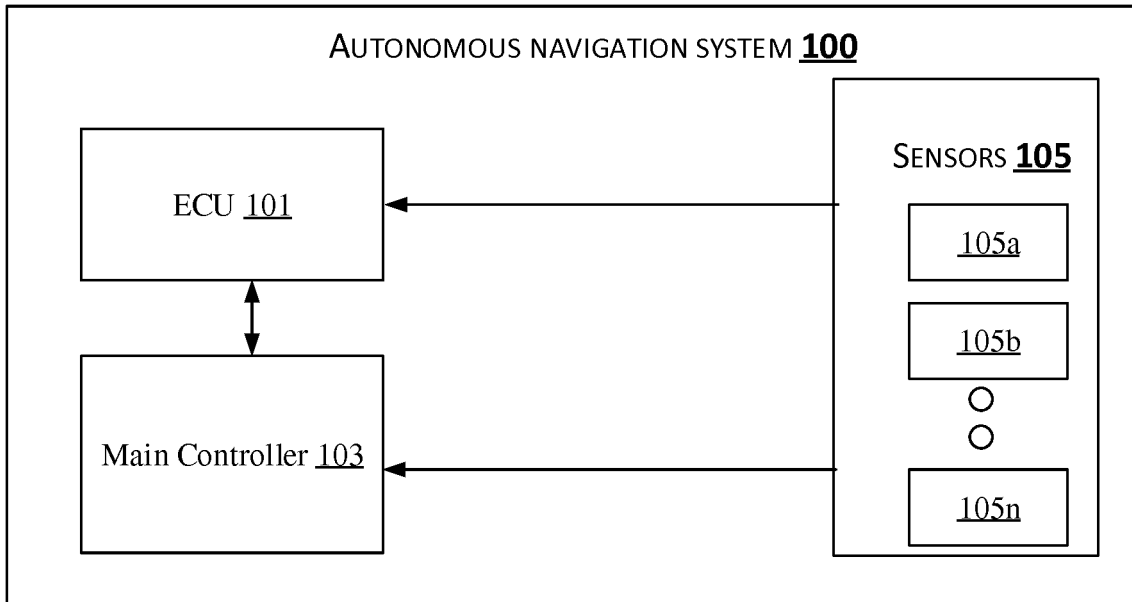 AUTONOMOUS NAVIGATION SYSTEM 100
SENSORS 105
ECU 101
105a
105b
Main Controller 103
105n